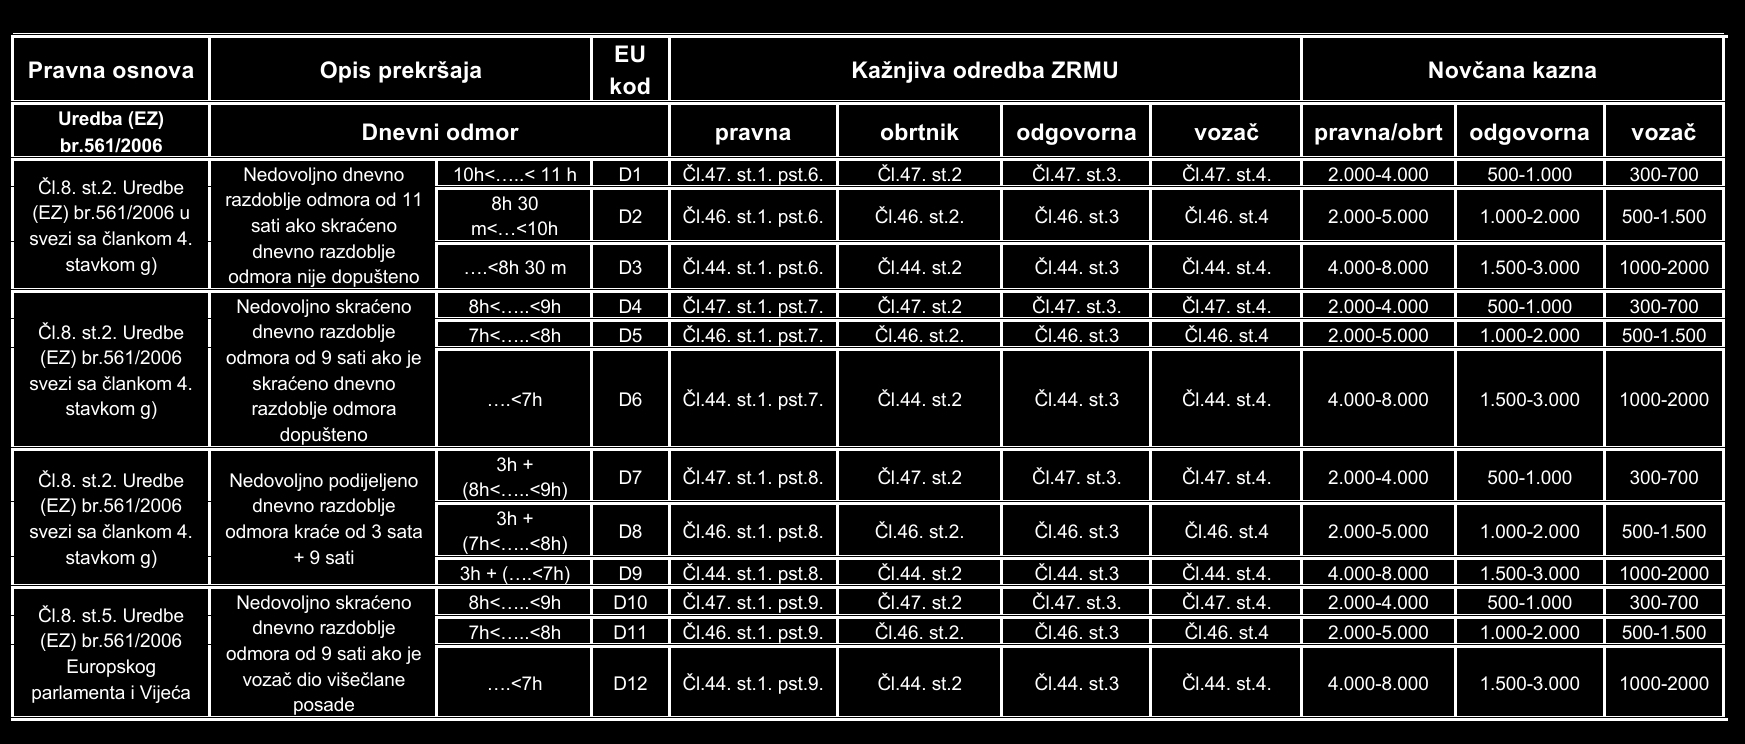 Pravna osnova Opis prekršaja EU kod Kažnjiva odredba ZRMU Novčana kazna
Uredba (EZ) br.561/2006 Dnevni odmor pravna obrtnik odgovorna vozač pravna/obrt odgovorna vozač
Čl.8. st.2. Uredbe
(EZ) br.561/2006 u
svezi sa člankom 4.
stavkom g)
Nedovoljno dnevno
razdoblje odmora od 11
sati ako skraćeno
dnevno razdoblje
odmora nije dopušteno
10h<…..< 11 h D1 Čl.47. st.1. pst.6. Čl.47. st.2 Čl.47. st.3. Čl.47. st.4. 2.000-4.000 500-1.000 300-700
8h 30
m<…<10h D2 Čl.46. st.1. pst.6. Čl.46. st.2. Čl.46. st.3 Čl.46. st.4 2.000-5.000 1.000-2.000 500-1.500
….<8h 30 m D3 Čl.44. st.1. pst.6. Čl.44. st.2 Čl.44. st.3 Čl.44. st.4. 4.000-8.000 1.500-3.000 1000-2000
Čl.8. st.2. Uredbe
(EZ) br.561/2006
svezi sa člankom 4.
stavkom g)
Nedovoljno skraćeno
dnevno razdoblje
odmora od 9 sati ako je
skraćeno dnevno
razdoblje odmora
dopušteno
8h<…..<9h D4 Čl.47. st.1. pst.7. Čl.47. st.2 Čl.47. st.3. Čl.47. st.4. 2.000-4.000 500-1.000 300-700
7h<…..<8h D5 Čl.46. st.1. pst.7. Čl.46. st.2. Čl.46. st.3 Čl.46. st.4 2.000-5.000 1.000-2.000 500-1.500
….<7h D6 Čl.44. st.1. pst.7. Čl.44. st.2 Čl.44. st.3 Čl.44. st.4. 4.000-8.000 1.500-3.000 1000-2000
Čl.8. st.2. Uredbe
(EZ) br.561/2006
svezi sa člankom 4.
stavkom g)
Nedovoljno podijeljeno
dnevno razdoblje
odmora kraće od 3 sata
+ 9 sati
3h +
(8h<…..<9h) D7 Čl.47. st.1. pst.8. Čl.47. st.2 Čl.47. st.3. Čl.47. st.4. 2.000-4.000 500-1.000 300-700
3h +
(7h<…..<8h) D8 Čl.46. st.1. pst.8. Čl.46. st.2. Čl.46. st.3 Čl.46. st.4 2.000-5.000 1.000-2.000 500-1.500
3h + (….<7h) D9 Čl.44. st.1. pst.8. Čl.44. st.2 Čl.44. st.3 Čl.44. st.4. 4.000-8.000 1.500-3.000 1000-2000
Čl.8. st.5. Uredbe
(EZ) br.561/2006
Europskog
parlamenta i Vijeća
Nedovoljno skraćeno
dnevno razdoblje
odmora od 9 sati ako je
vozač dio višečlane
posade
8h<…..<9h D10 Čl.47. st.1. pst.9. Čl.47. st.2 Čl.47. st.3. Čl.47. st.4. 2.000-4.000 500-1.000 300-700
7h<…..<8h D11 Čl.46. st.1. pst.9. Čl.46. st.2. Čl.46. st.3 Čl.46. st.4 2.000-5.000 1.000-2.000 500-1.500
….<7h D12 Čl.44. st.1. pst.9. Čl.44. st.2 Čl.44. st.3 Čl.44. st.4. 4.000-8.000 1.500-3.000 1000-2000